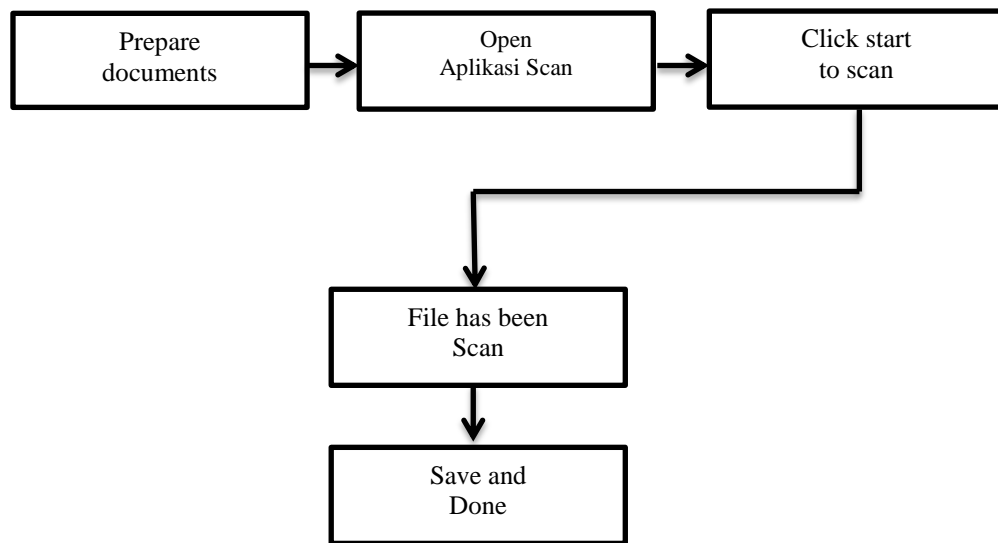 Prepare
documents
Open
Aplikasi Scan
Click start
to scan
File has been
Scan
Save and
Done